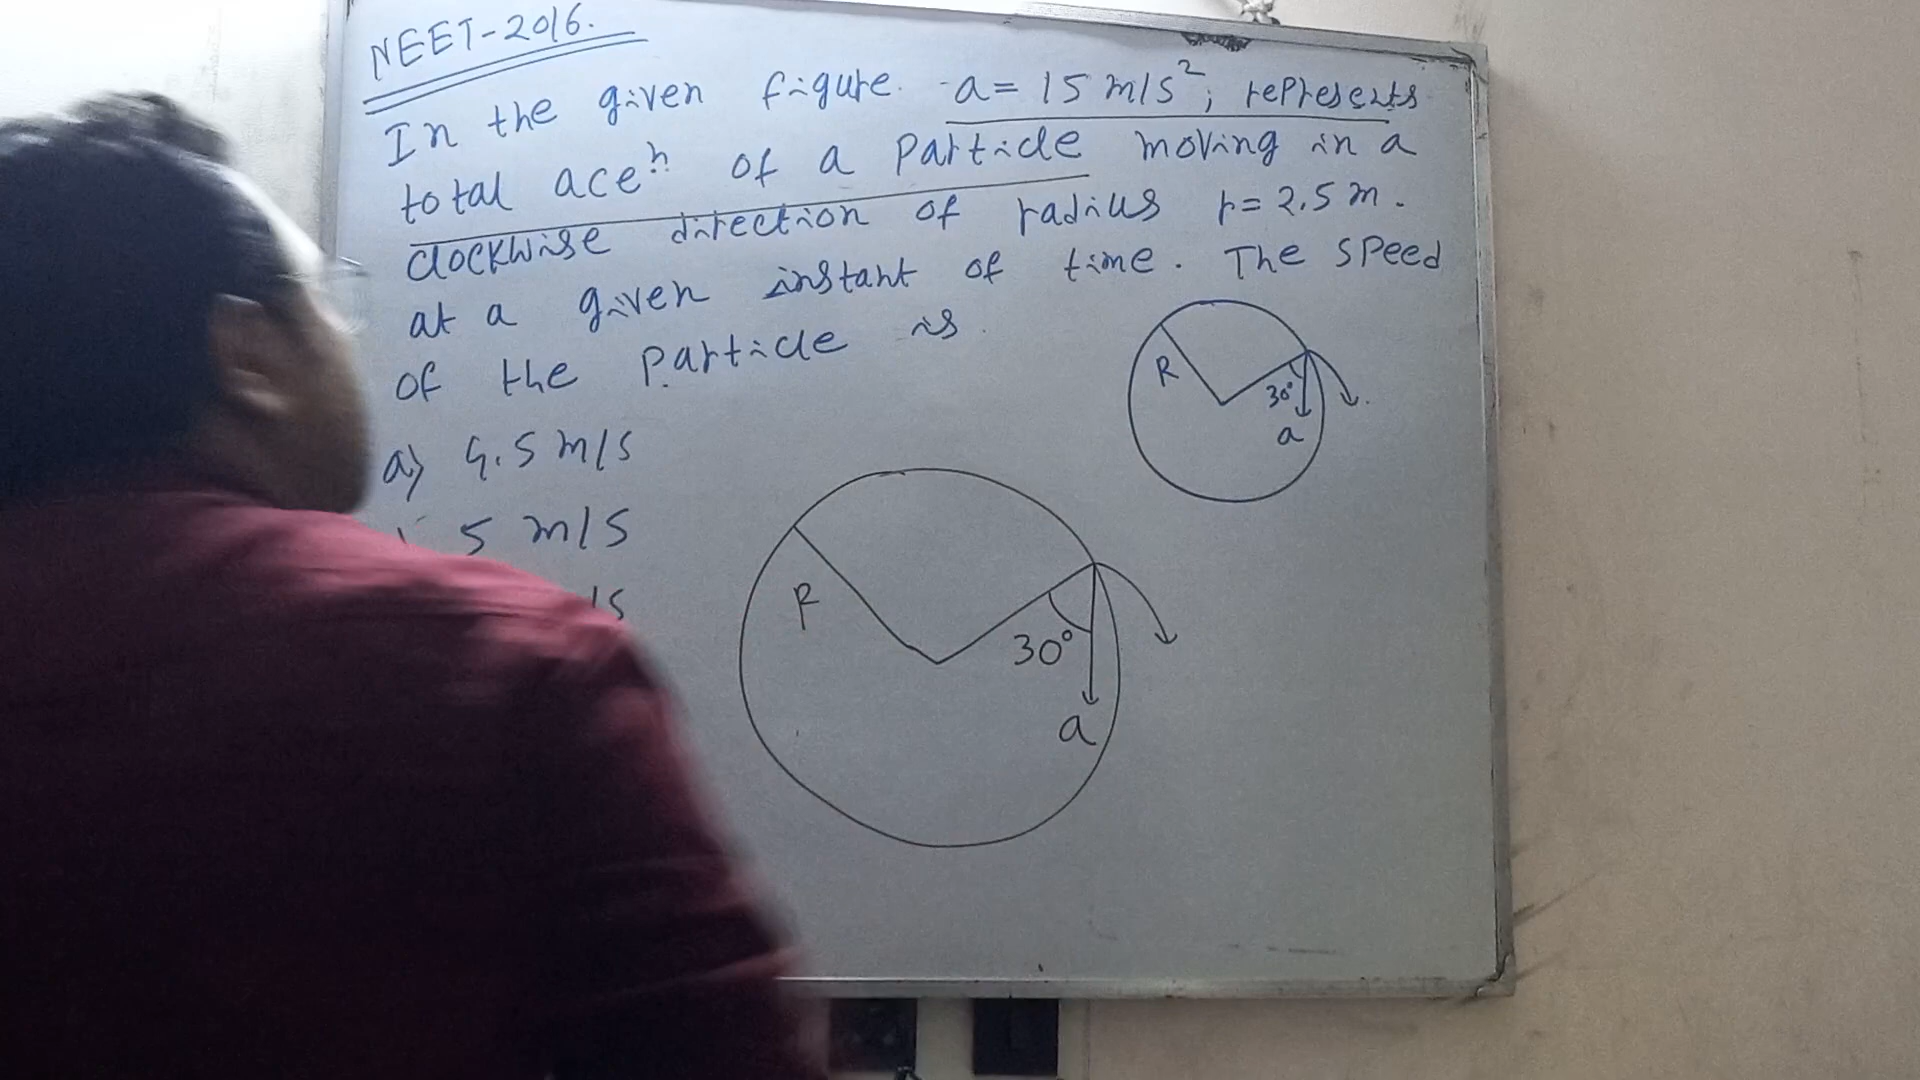 NEET-2016.
In the given figure. a = 15 m/s², represents
total aceⁿ of a particle moving in a
clockwise direction of radius r = 2.5 m.
at a given instant of time. The speed
of the particle is
a) 4.5 m/s
5 m/s
/s
R
30°
a
R
30°
a